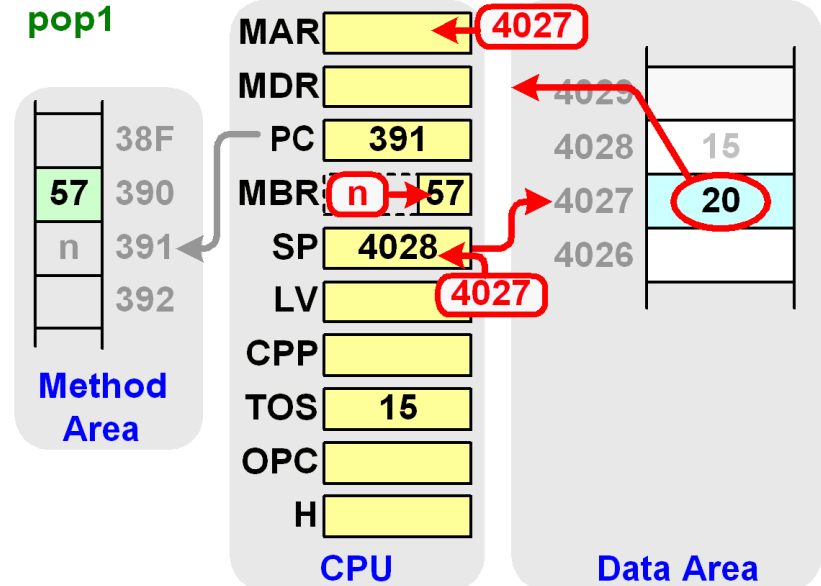 pop1
38F
57 390
n 391
392
Method
Area
MAR 4027
MDR
PC 391
MBR n 57
SP 4028
4027
LV
CPP
TOS 15
OPC
H
CPU
4029
4028 15
4027 20
4026
Data Area